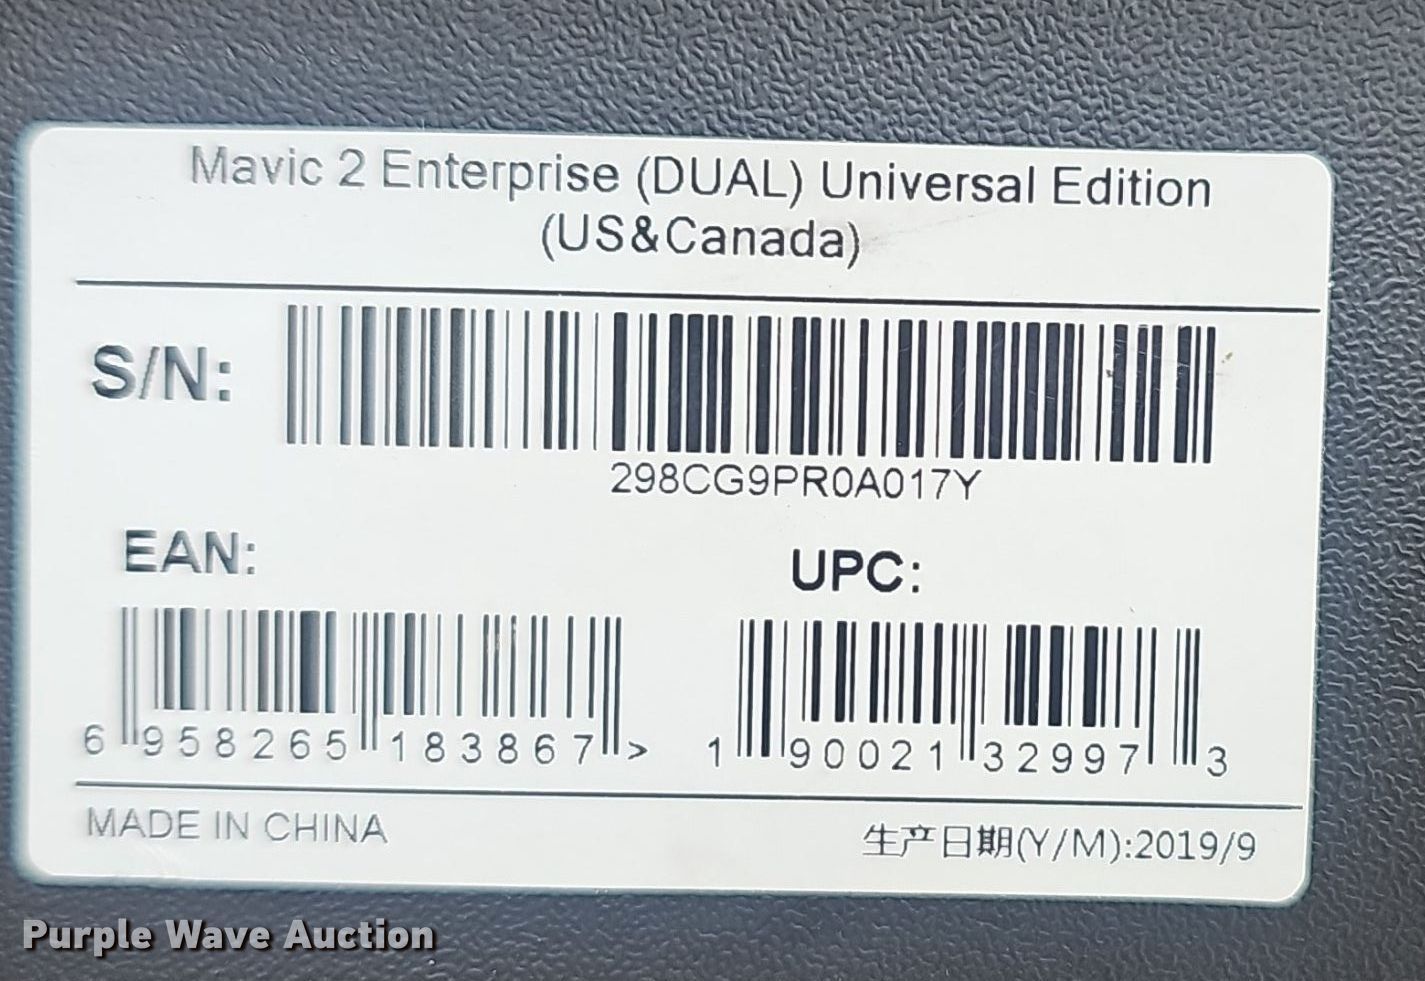 Mavic 2 Enterprise (DUAL) Universal Edition
(US&Canada)
S/N:
298CG9PR0A017Y
EAN:
6 958265 183867 >
UPC:
1 90021 32997 3
MADE IN CHINA
生产日期(Y/M):2019/9
Purple Wave Auction